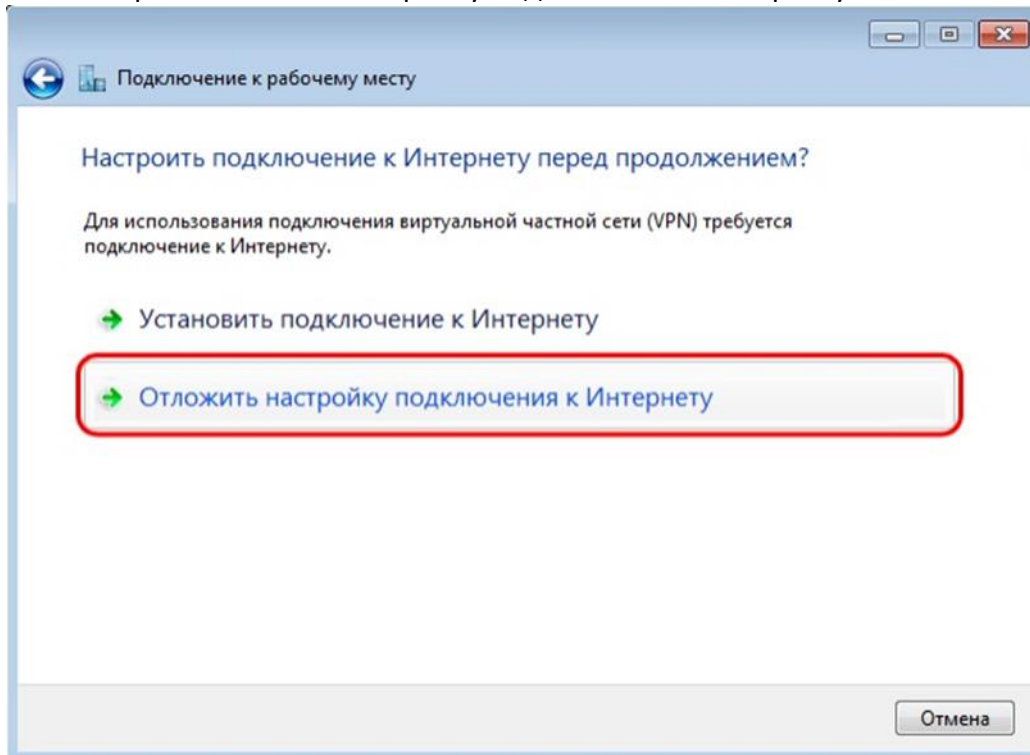 Подключение к рабочему месту
Настроить подключение к Интернету перед продолжением?
Для использования подключения виртуальной частной сети (VPN) требуется
подключение к Интернету.
Установить подключение к Интернету
Отложить настройку подключения к Интернету
Отмена